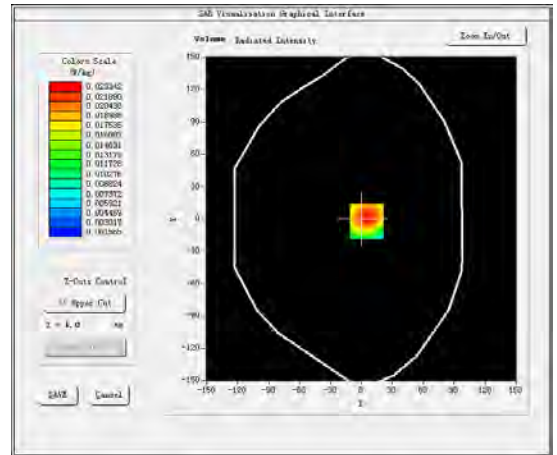 SAR Visualisation Graphical Interface
Volume Radiated Intensity
Zoom In/Out
Colors Scale
(W/kg)
0.023342
0.021890
0.020438
0.018986
0.017535
0.016083
0.014631
0.013179
0.011728
0.010276
0.008824
0.007372
0.005921
0.004469
0.003017
0.001565
150
120
90
60
30
0
-30
-60
-90
-120
-150
Y
-150 -120 -90 -60 -30 0 30 60 90 120 150
X
Z-Cuts Control
Upper Cut
mm
SAVE
Cancel